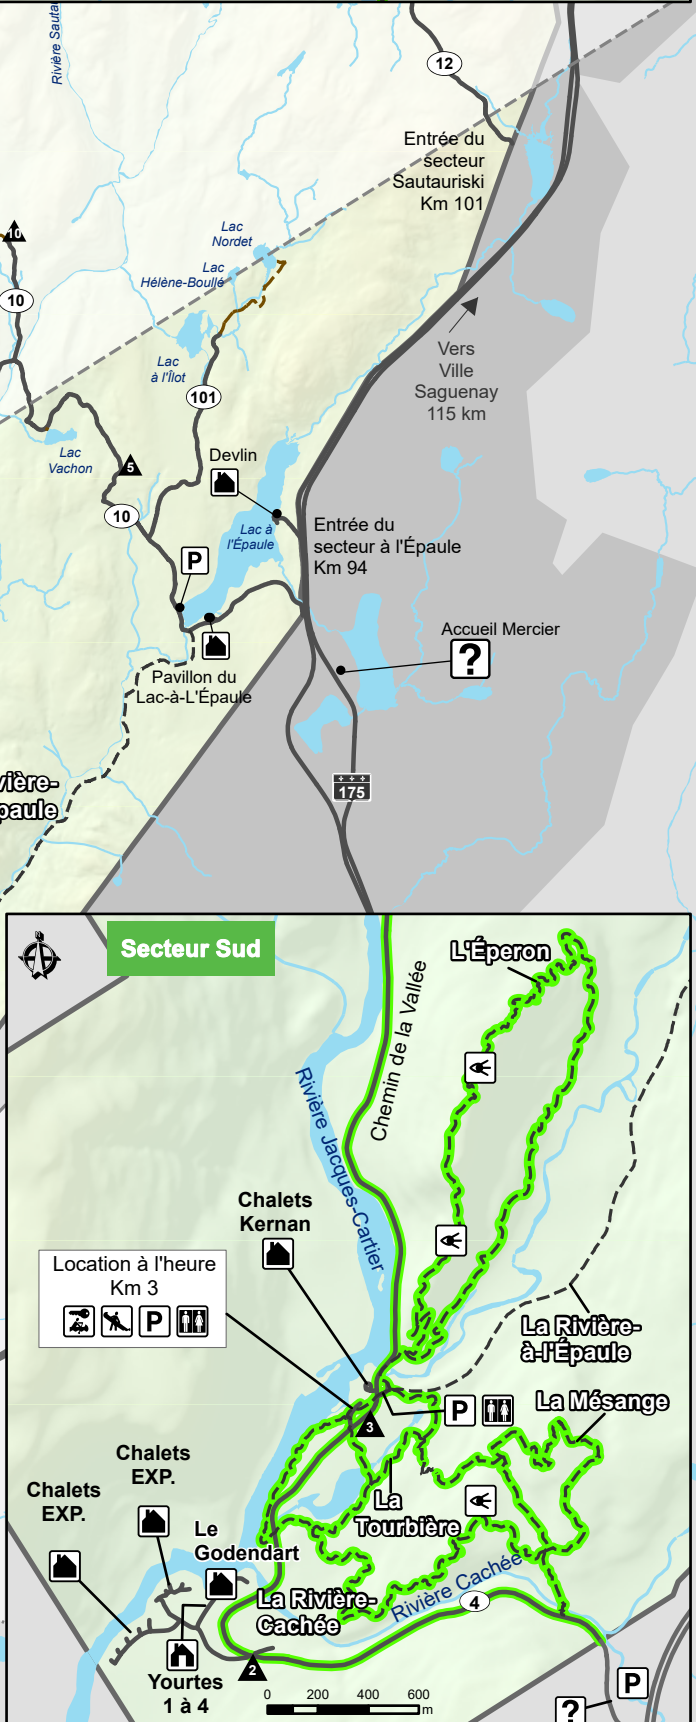 Rivière Sauta
12
Entrée du
secteur
Sautauriski
Km 101
10
Lac
Nordet
Lac
Hélène-Boullé
10
Lac
à l'Îlot
Vers
Ville
Saguenay
115 km
101
Lac
Vachon
5
Devlin
10
Lac à
l'Épaule
Entrée du
secteur à l'Épaule
Km 94
P
Accueil Mercier
?
Pavillon du
Lac-à-L'Épaule
vière-
paule
175
Secteur Sud
L'Éperon
Chemin de la Vallée
Rivière Jacques-Cartier
Chalets
Kernan
Location à l'heure
Km 3
P
La Rivière-
à-l'Épaule
La Mésange
P
3
Chalets
EXP.
Chalets
EXP.
La
Tourbière
Le
Godendart
La Rivière-
Cachée
Rivière Cachée
4
2
Yourtes
1 à 4
0 200 400 600
m
P
?